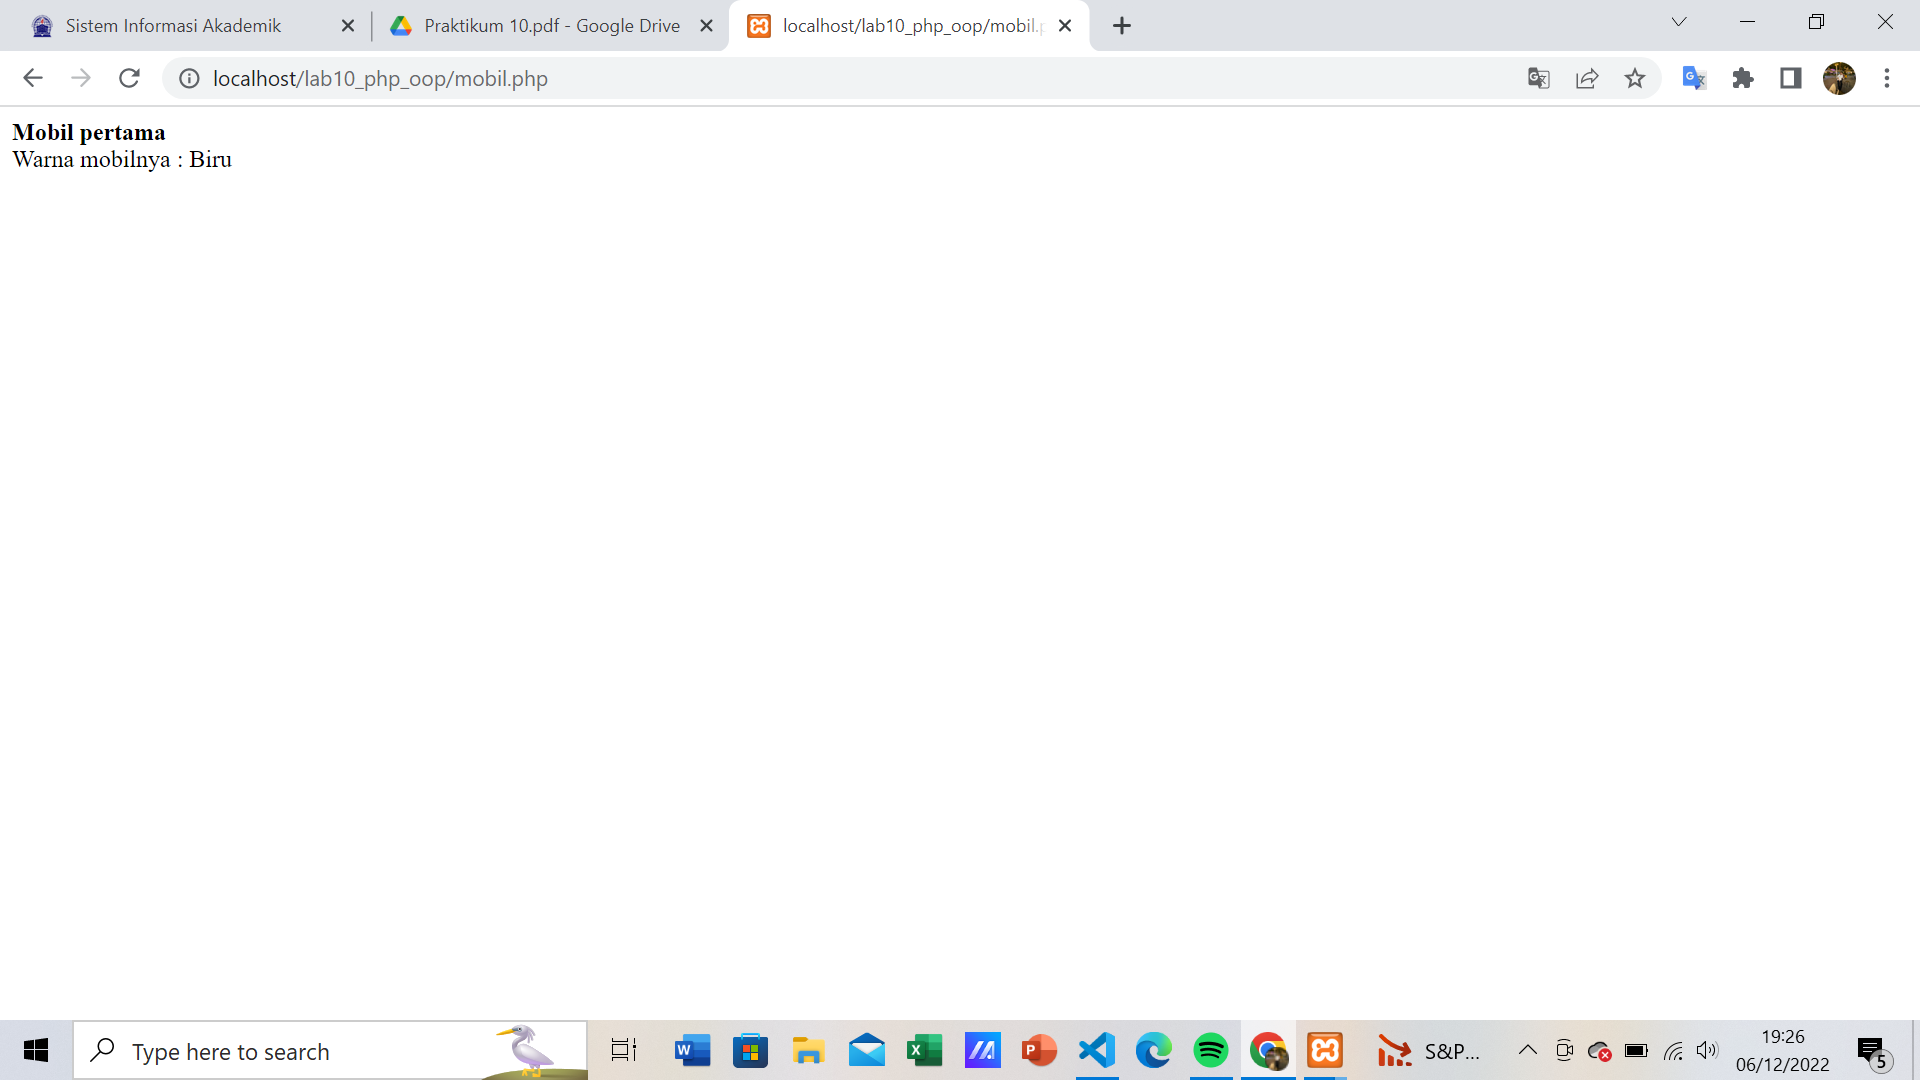 Sistem Informasi Akademik
Praktikum 10.pdf - Google Drive
localhost/lab10_php_oop/mobil.p
localhost/lab10_php_oop/mobil.php
Mobil pertama
Warna mobilnya : Biru
Type here to search
S&P...
19:26
06/12/2022
5